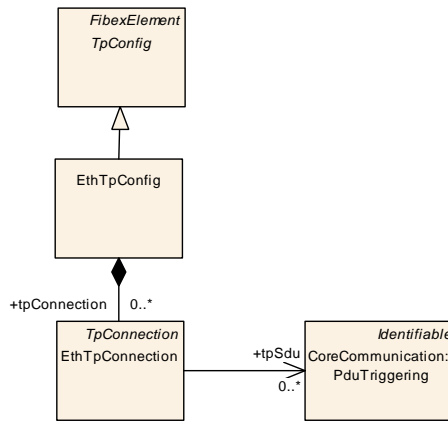 FibexElement
TpConfig
EthTpConfig
+tpConnection 0..*
TpConnection
EthTpConnection
+tpSdu
0..*
Identifiable
CoreCommunication:
PduTriggering